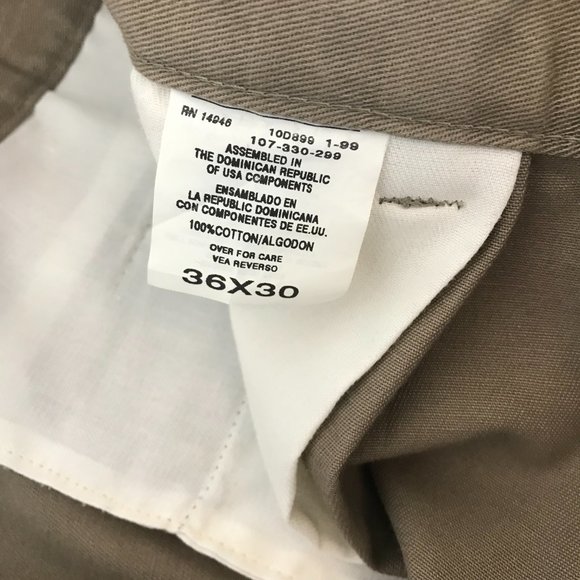 RN 14946 10D899 1-99
107-330-299
ASSEMBLED IN
THE DOMINICAN REPUBLIC
OF USA COMPONENTS
ENSAMBLADO EN
LA REPUBLIC DOMINICANA
CON COMPONENTES DE EE.UU.
100%COTTON/ALGODON
OVER FOR CARE
VEA REVERSO
36X30